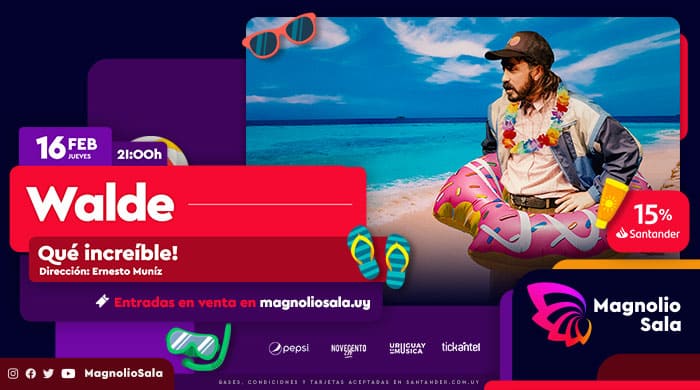 16 FEB
JUEVES
21:00h
Walde
Qué increíble!
Dirección: Ernesto Muníz
Entradas en venta en magnoliosala.uy
15%
Santander
Magnolio
Sala
pepsi
NOVECENTO
URUGUAY
ES MÚSICA
tickantel
MagnolioSala
BASES, CONDICIONES Y TARJETAS ACEPTADAS EN SANTANDER.COM.UY